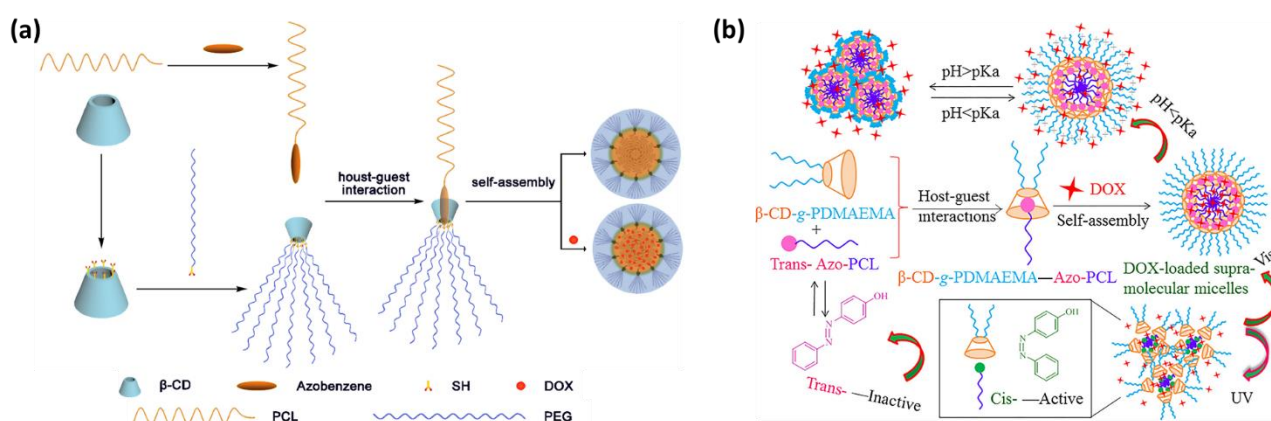 (a)
houst-guest
interaction
self-assembly
β-CD
Azobenzene
SH
DOX
PCL
PEG
(b)
pH>pKa
pH<pKa
pH<pKa
β-CD-g-PDMAEMA
+
Trans- Azo-PCL
Host-guest
interactions
DOX
Self-assembly
β-CD-g-PDMAEMA—Azo-PCL
DOX-loaded supra-
molecular micelles
Vis
OH
N
N
Trans- —Inactive
OH
N
N
Cis- —Active
UV